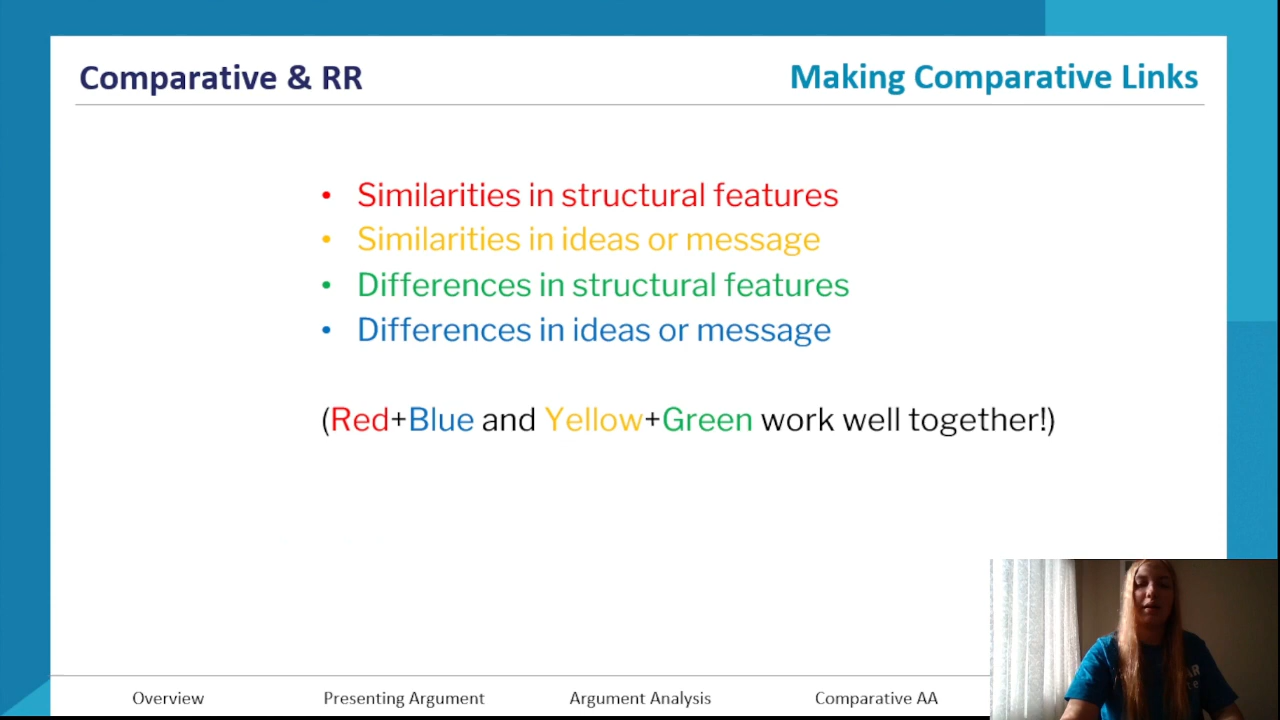 Comparative & RR
Making Comparative Links
• Similarities in structural features
• Similarities in ideas or message
• Differences in structural features
• Differences in ideas or message
(Red+Blue and Yellow+Green work well together!)
Overview
Presenting Argument
Argument Analysis
Comparative AA